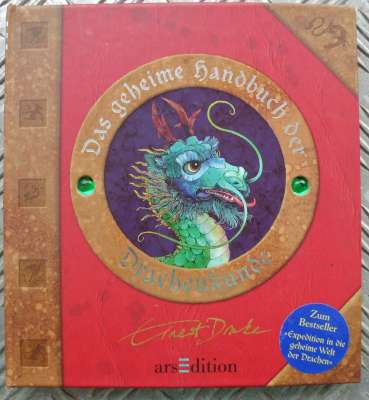 Das geheime Handbuch der
Drachenkunde
Ernest Drake
arsEdition
Zum
Bestseller
»Expedition in die
geheime Welt
der Drachen«